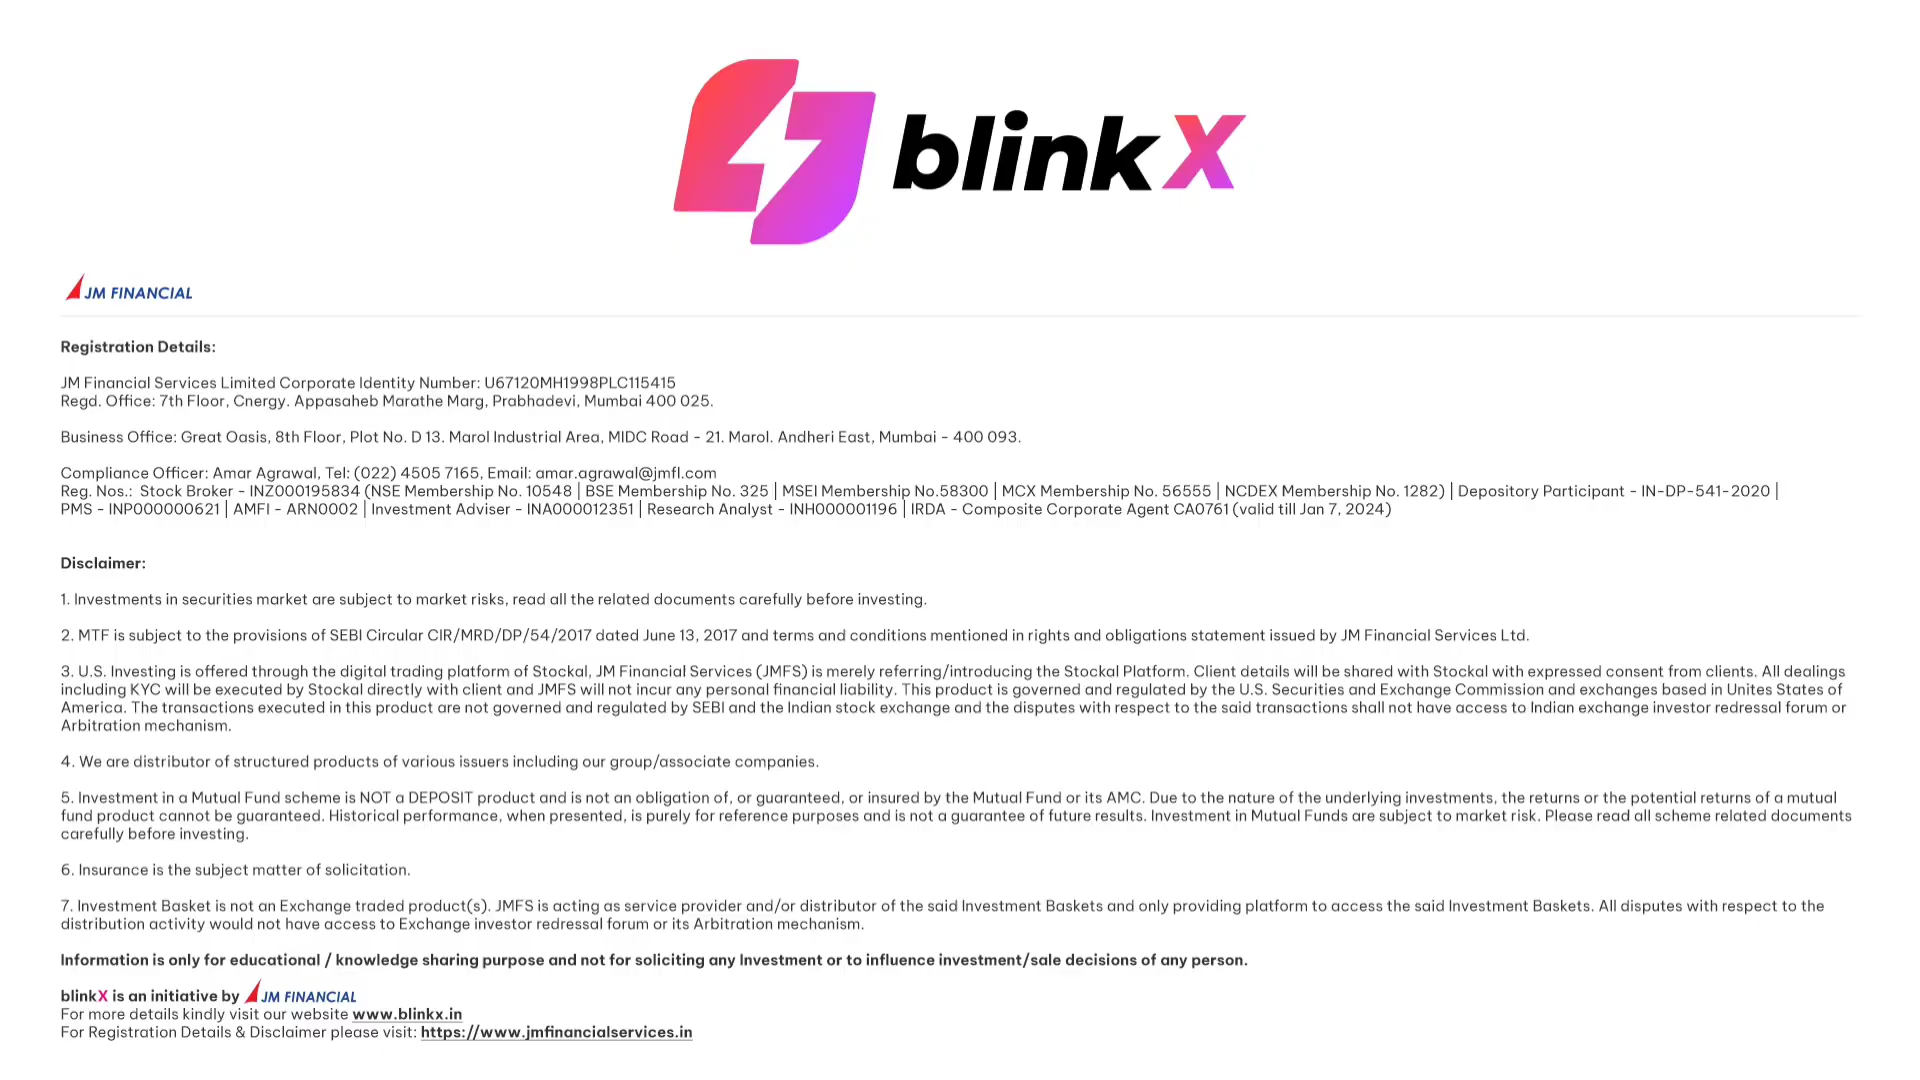 blinkX
JM FINANCIAL
Registration Details:
JM Financial Services Limited Corporate Identity Number: U67120MH1998PLC115415
Regd. Office: 7th Floor, Cnergy. Appasaheb Marathe Marg, Prabhadevi, Mumbai 400 025.
Business Office: Great Oasis, 8th Floor, Plot No. D 13. Marol Industrial Area, MIDC Road - 21. Marol. Andheri East, Mumbai - 400 093.
Compliance Officer: Amar Agrawal, Tel: (022) 4505 7165, Email: amar.agrawal@jmfl.com
Reg. Nos.: Stock Broker - INZ000195834 (NSE Membership No. 10548 | BSE Membership No. 325 | MSEI Membership No.58300 | MCX Membership No. 56555 | NCDEX Membership No. 1282) | Depository Participant - IN-DP-541-2020 |
PMS - INP000000621 | AMFI - ARN0002 | Investment Adviser - INA000012351 | Research Analyst - INH000001196 | IRDA - Composite Corporate Agent CA0761 (valid till Jan 7, 2024)
Disclaimer:
1. Investments in securities market are subject to market risks, read all the related documents carefully before investing.
2. MTF is subject to the provisions of SEBI Circular CIR/MRD/DP/54/2017 dated June 13, 2017 and terms and conditions mentioned in rights and obligations statement issued by JM Financial Services Ltd.
3. U.S. Investing is offered through the digital trading platform of Stockal, JM Financial Services (JMFS) is merely referring/introducing the Stockal Platform. Client details will be shared with Stockal with expressed consent from clients. All dealings
including KYC will be executed by Stockal directly with client and JMFS will not incur any personal financial liability. This product is governed and regulated by the U.S. Securities and Exchange Commission and exchanges based in Unites States of
America. The transactions executed in this product are not governed and regulated by SEBI and the Indian stock exchange and the disputes with respect to the said transactions shall not have access to Indian exchange investor redressal forum or
Arbitration mechanism.
4. We are distributor of structured products of various issuers including our group/associate companies.
5. Investment in a Mutual Fund scheme is NOT a DEPOSIT product and is not an obligation of, or guaranteed, or insured by the Mutual Fund or its AMC. Due to the nature of the underlying investments, the returns or the potential returns of a mutual
fund product cannot be guaranteed. Historical performance, when presented, is purely for reference purposes and is not a guarantee of future results. Investment in Mutual Funds are subject to market risk. Please read all scheme related documents
carefully before investing.
6. Insurance is the subject matter of solicitation.
7. Investment Basket is not an Exchange traded product(s). JMFS is acting as service provider and/or distributor of the said Investment Baskets and only providing platform to access the said Investment Baskets. All disputes with respect to the
distribution activity would not have access to Exchange investor redressal forum or its Arbitration mechanism.
Information is only for educational / knowledge sharing purpose and not for soliciting any Investment or to influence investment/sale decisions of any person.
blinkX is an initiative by JM FINANCIAL
For more details kindly visit our website www.blinkx.in
For Registration Details & Disclaimer please visit: https://www.jmfinancialservices.in